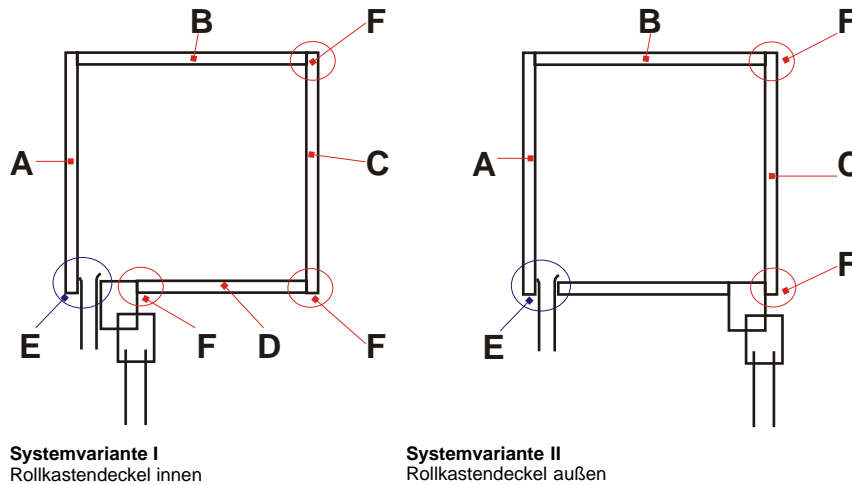 B
F
A
C
E
F
D
F
Systemvariante I
Rollkastendeckel innen
B
F
A
C
E
F
Systemvariante II
Rollkastendeckel außen